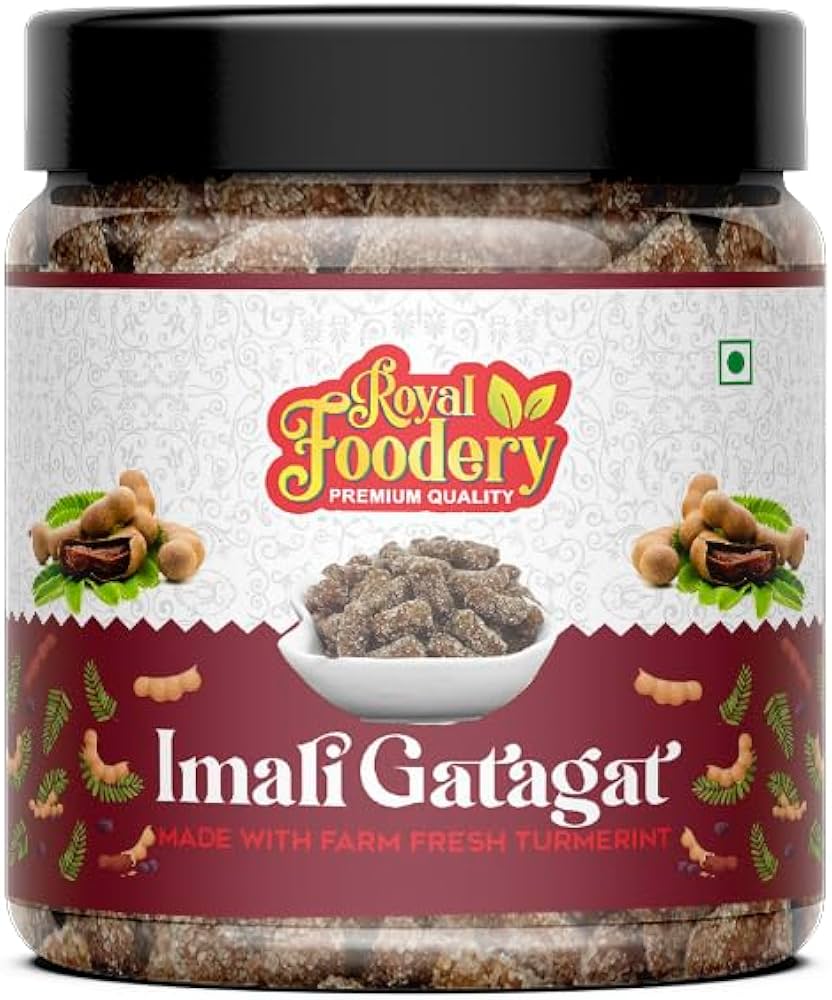 Royal
Foodery
PREMIUM QUALITY
Imali Gatagat
MADE WITH FARM FRESH TURMERINT